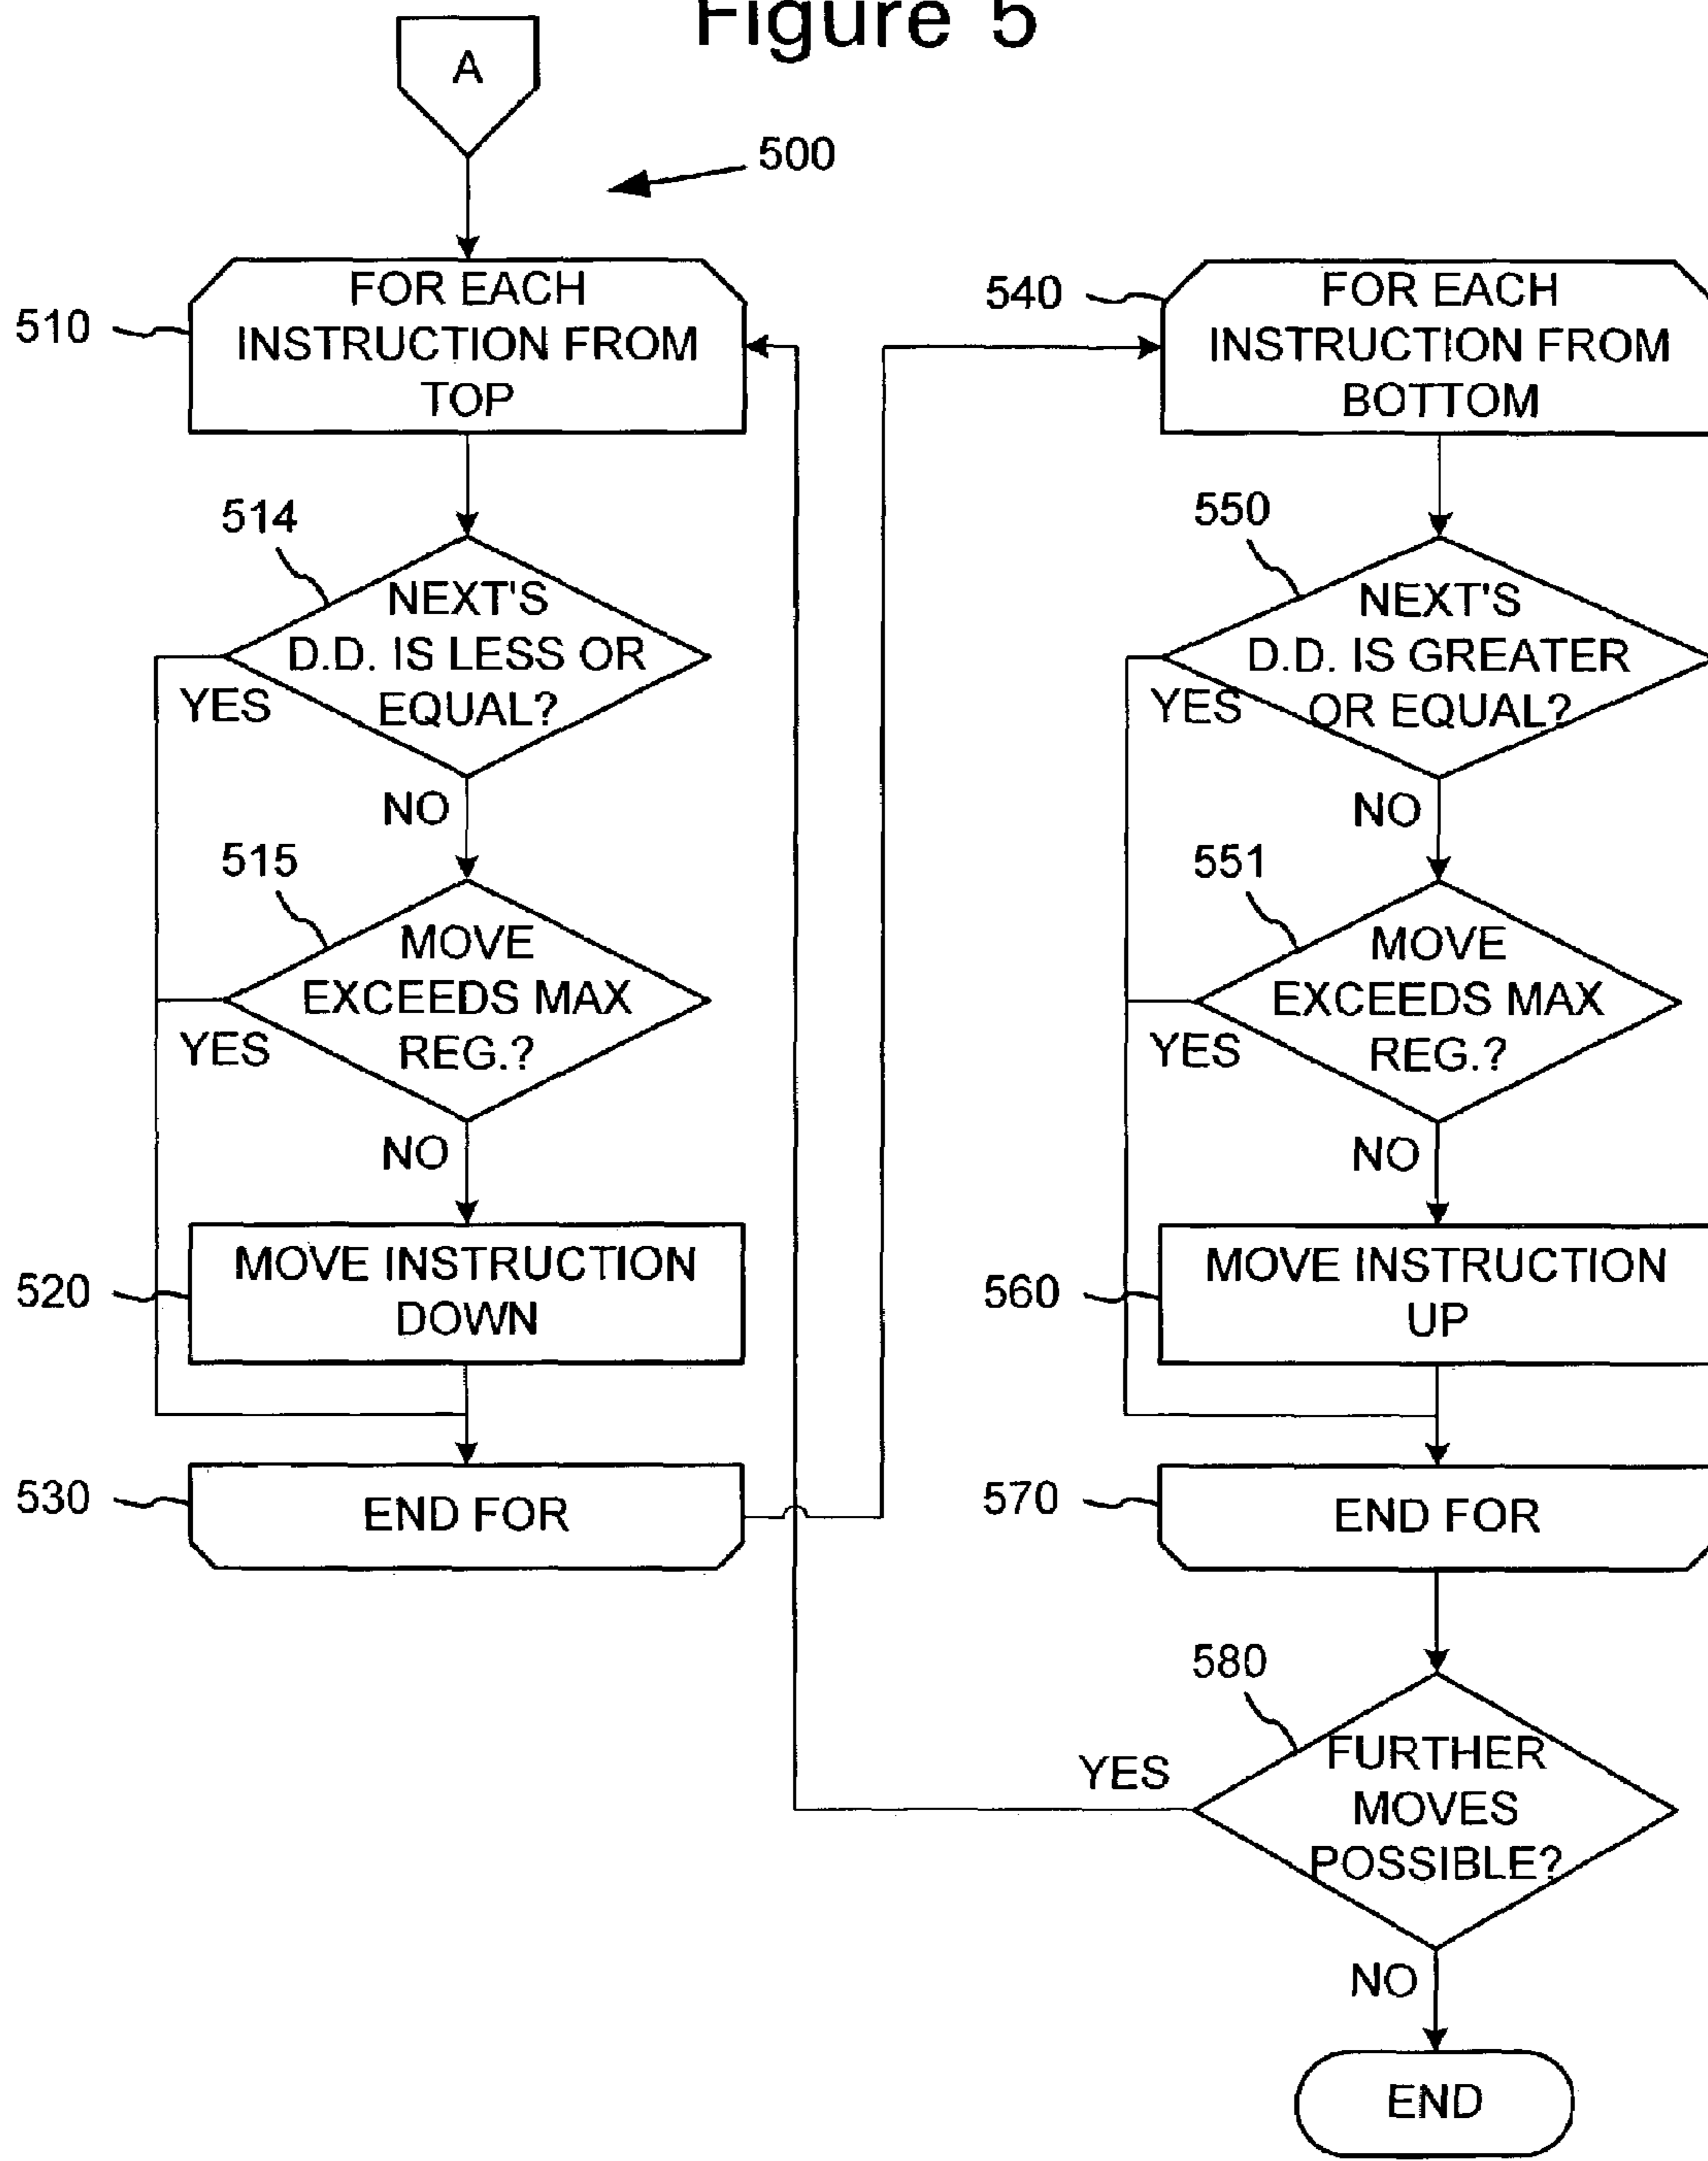 Figure 5
A
500
510
FOR EACH
INSTRUCTION FROM
TOP
514
NEXT'S
D.D. IS LESS OR
EQUAL?
YES
NO
515
MOVE
EXCEEDS MAX
REG.?
YES
NO
520
MOVE INSTRUCTION
DOWN
530
END FOR
540
FOR EACH
INSTRUCTION FROM
BOTTOM
550
NEXT'S
D.D. IS GREATER
OR EQUAL?
YES
NO
551
MOVE
EXCEEDS MAX
REG.?
YES
NO
560
MOVE INSTRUCTION
UP
570
END FOR
580
FURTHER
MOVES
POSSIBLE?
YES
NO
END